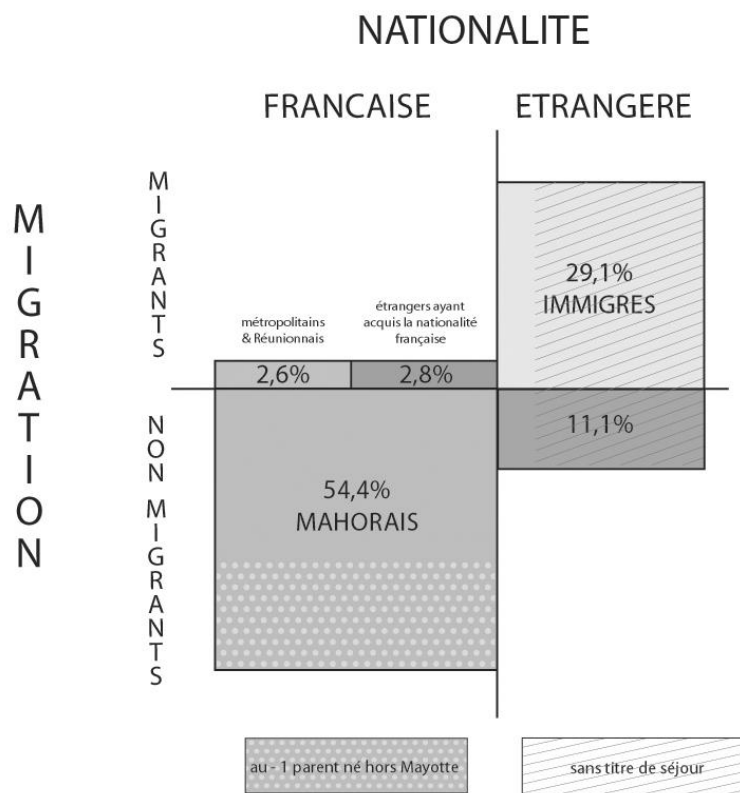 NATIONALITE
FRANCAISE
ETRANGERE
MIGRATION
MIGRANTS
29,1%
IMMIGRES
métropolitains
& Réunnionnais
étrangers ayant
acquis la nationalité
française
2,6%
2,8%
NON MIGRANTS
11,1%
54,4%
MAHORAIS
au - 1 parent né hors Mayotte
sans titre de séjour